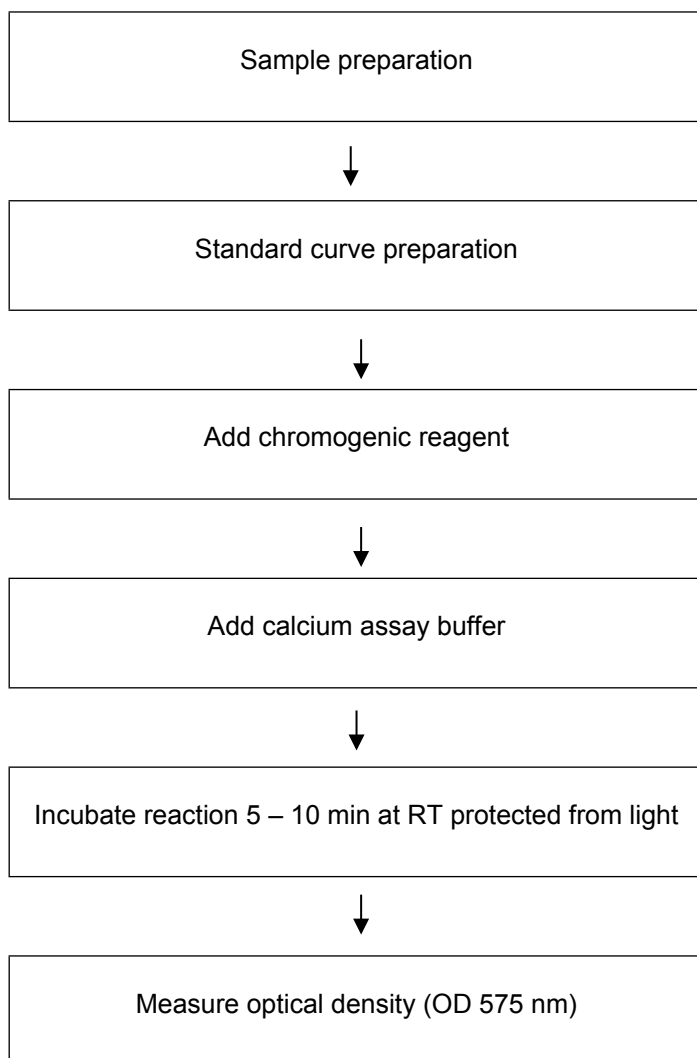 Sample preparation
Standard curve preparation
Add chromogenic reagent
Add calcium assay buffer
Incubate reaction 5 – 10 min at RT protected from light
Measure optical density (OD 575 nm)